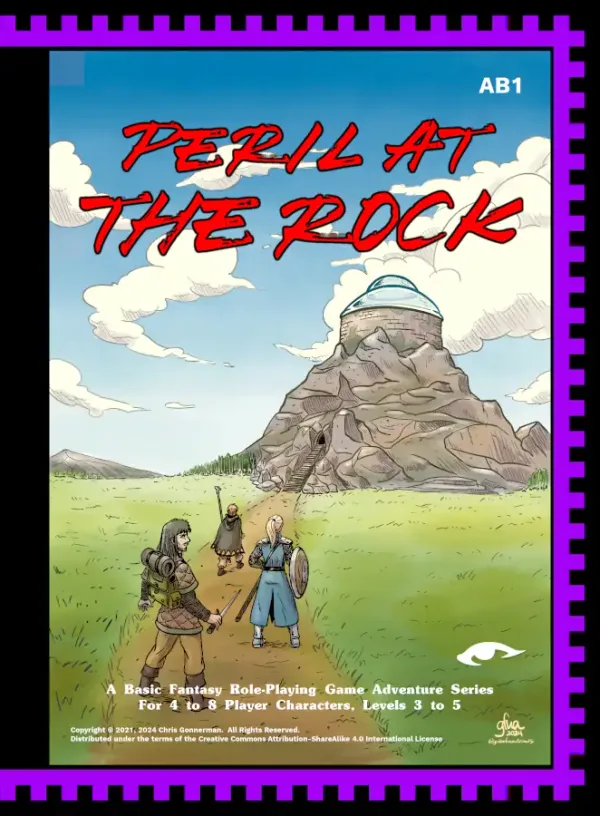 AB1
PERIL AT
THE ROCK
A Basic Fantasy Role-Playing Game Adventure Series
For 4 to 8 Player Characters, Levels 3 to 5
Copyright © 2021, 2024 Chris Gonnerman. All Rights Reserved.
Distributed under the terms of the Creative Commons Attribution-ShareAlike 4.0 International License
2024